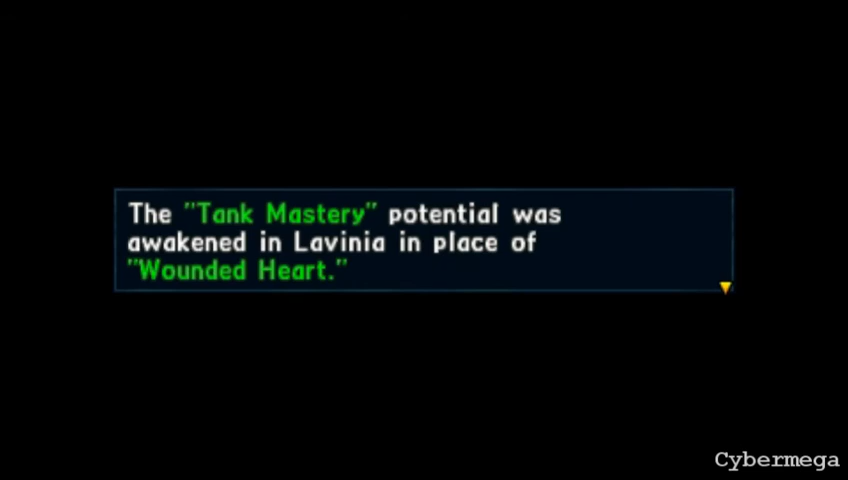 The "Tank Mastery" potential was
awakened in Lavinia in place of
"Wounded Heart."
Cybermega